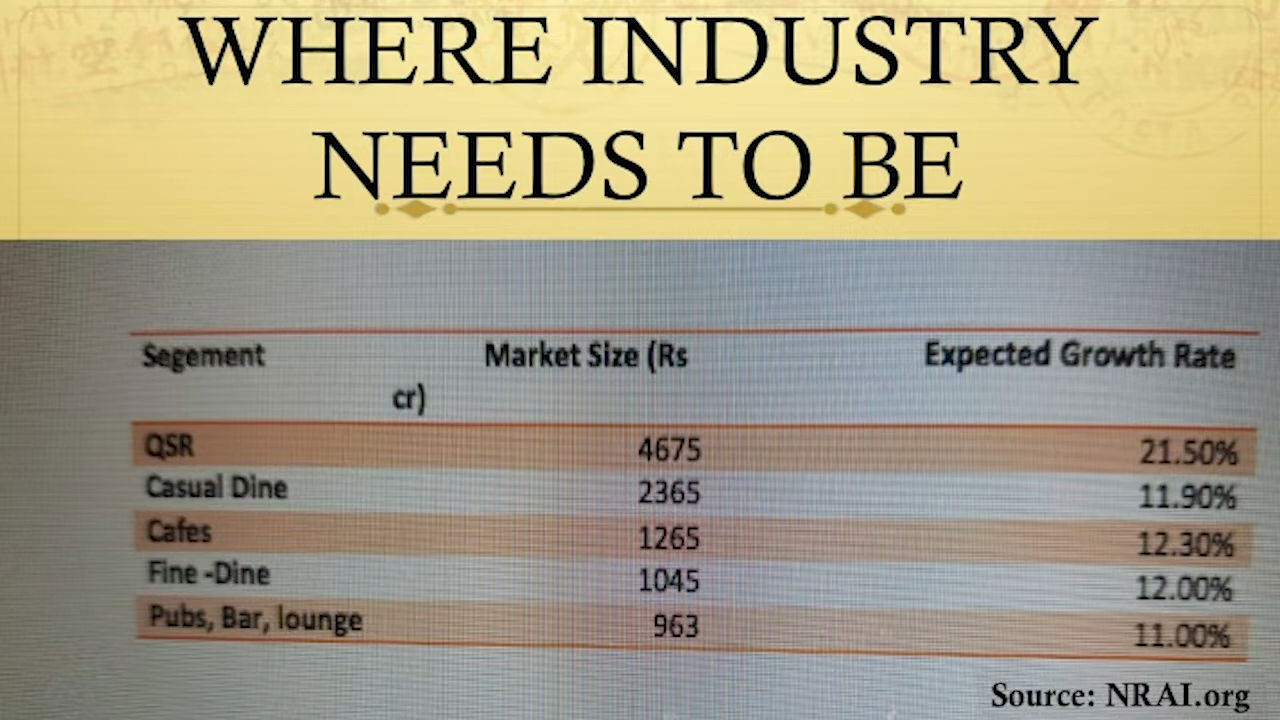 WHERE INDUSTRY
NEEDS TO BE
Segement Market Size (Rs Expected Growth Rate
cr)
QSR 4675 21.50%
Casual Dine 2365 11.90%
Cafes 1265 12.30%
Fine -Dine 1045 12.00%
Pubs, Bar, lounge 963 11.00%
Source: NRAI.org